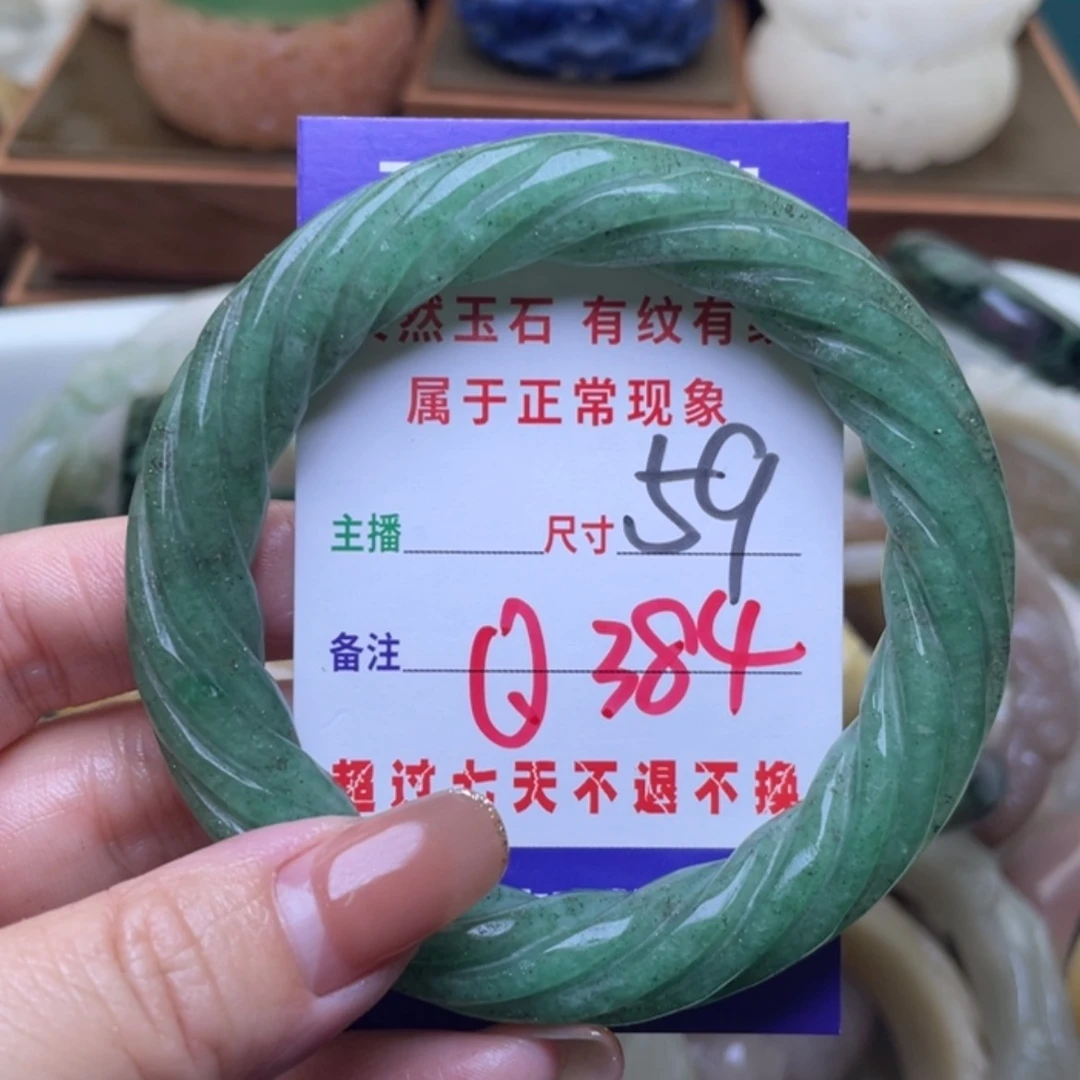 然玉石 有纹有
属于正常现象
主播 尺寸 59
备注 Q 384
超过七天不退不换